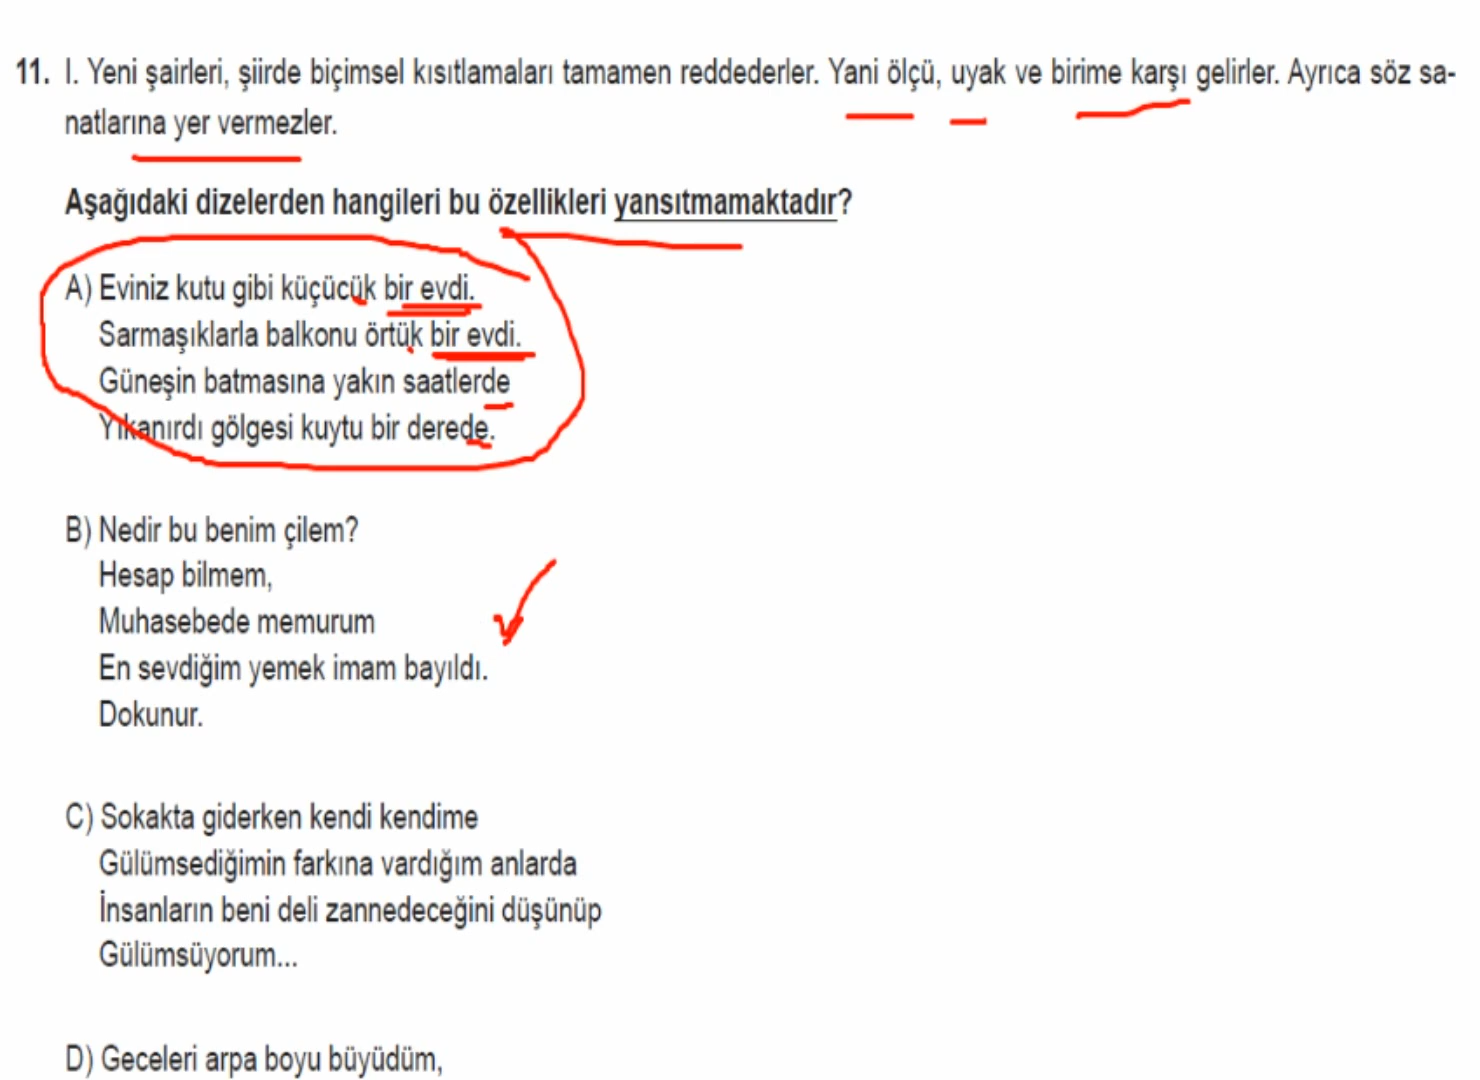 11. I. Yeni şairleri, şiirde biçimsel kısıtlamaları tamamen reddederler. Yani ölçü, uyak ve birime karşı gelirler. Ayrıca söz sa-
natlarına yer vermezler.
Aşağıdaki dizelerden hangileri bu özellikleri yansıtmamaktadır?
A) Eviniz kutu gibi küçücük bir evdi.
Sarmaşıklarla balkonu örtük bir evdi.
Güneşin batmasına yakın saatlerde
Yıkanırdı gölgesi kuytu bir derede.
B) Nedir bu benim çilem?
Hesap bilmem,
Muhasebede memurum
En sevdiğim yemek imam bayıldı.
Dokunur.
C) Sokakta giderken kendi kendime
Gülümsediğimin farkına vardığım anlarda
İnsanların beni deli zannedeceğini düşünüp
Gülümsüyorum...
D) Geceleri arpa boyu büyüdüm,